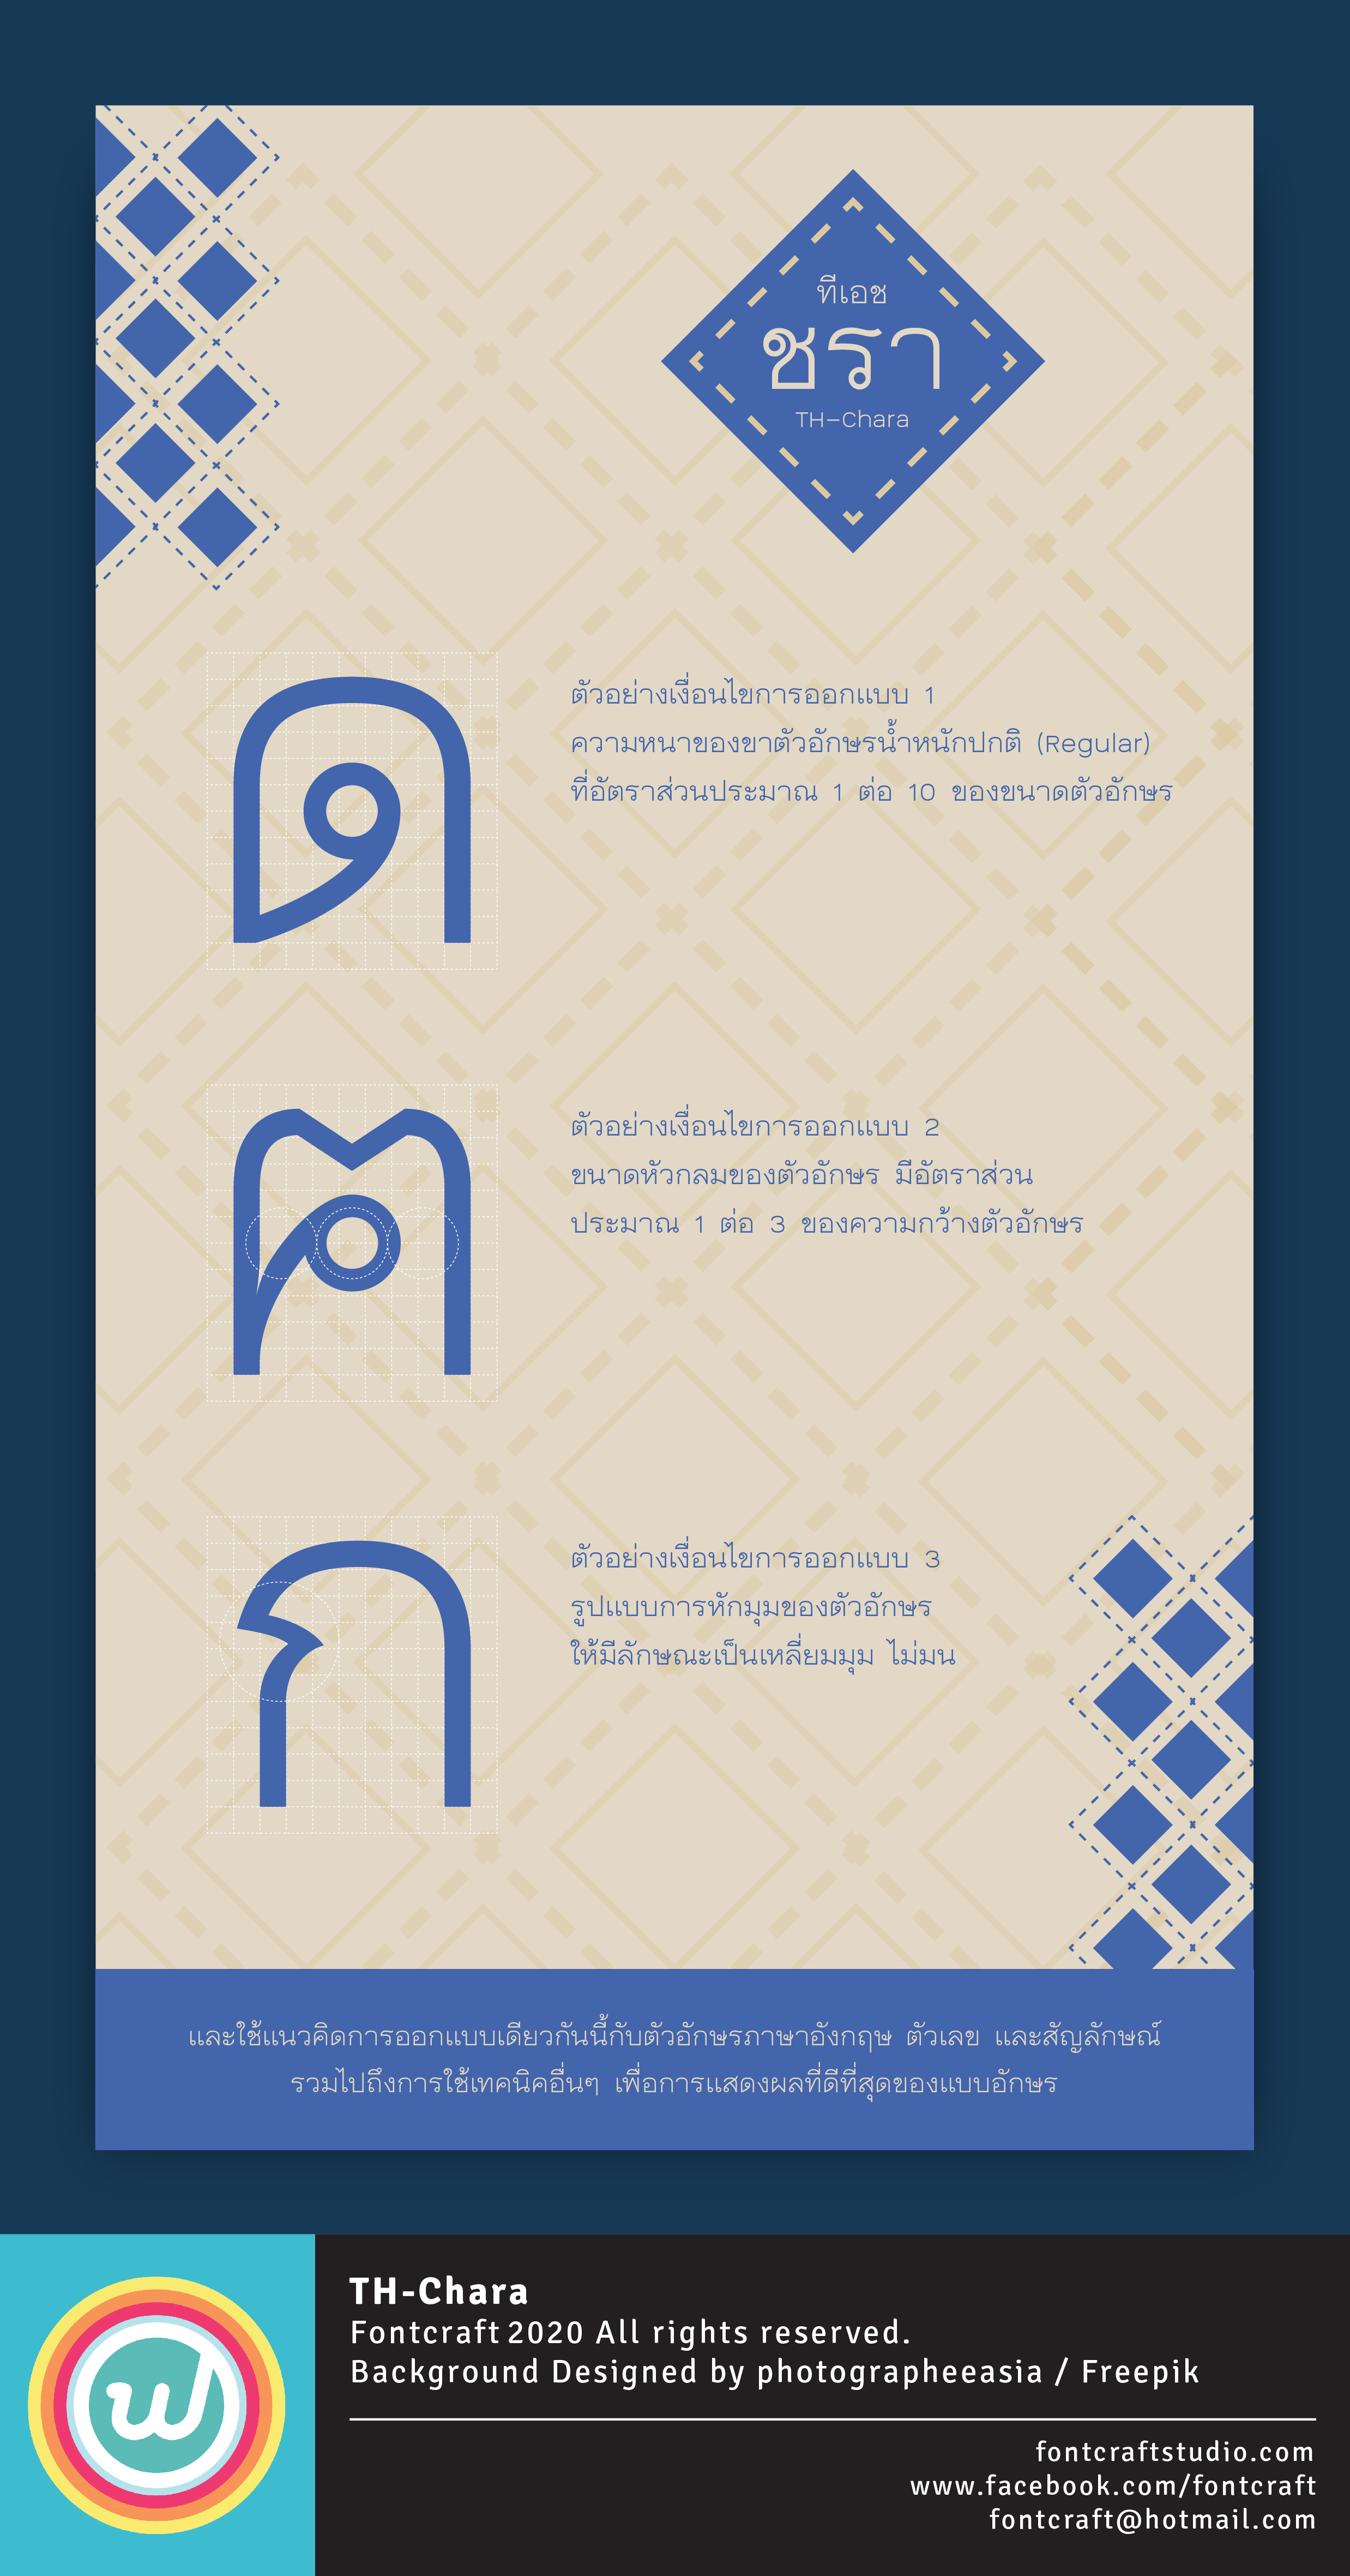 ทีเอช
ชรา
TH-Chara
ด
ตัวอย่างเงื่อนไขการออกแบบ 1
ความหนาของขาตัวอักษรน้ำหนักปกติ (Regular)
ที่อัตราส่วนประมาณ 1 ต่อ 10 ของขนาดตัวอักษร
ฅ
ตัวอย่างเงื่อนไขการออกแบบ 2
ขนาดหัวกลมของตัวอักษร มีอัตราส่วน
ประมาณ 1 ต่อ 3 ของความกว้างตัวอักษร
ก
ตัวอย่างเงื่อนไขการออกแบบ 3
รูปแบบการหักมุมของตัวอักษร
ให้มีลักษณะเป็นเหลี่ยมมุม ไม่มน
และใช้แนวคิดการออกแบบเดียวกันนี้กับตัวอักษรภาษาอังกฤษ ตัวเลข และสัญลักษณ์
รวมไปถึงการใช้เทคนิคอื่นๆ เพื่อการแสดงผลที่ดีที่สุดของแบบอักษร
TH-Chara
Fontcraft 2020 All rights reserved.
Background Designed by photographeeasia / Freepik
fontcraftstudio.com
www.facebook.com/fontcraft
fontcraft@hotmail.com